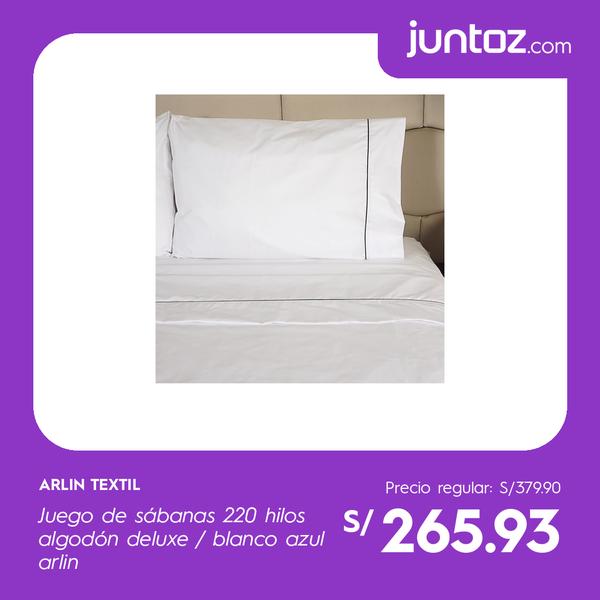 juntoz.com
ARLIN TEXTIL
Juego de sábanas 220 hilos
algodón deluxe / blanco azul
arlin
Precio regular: S/379.90
S/ 265.93